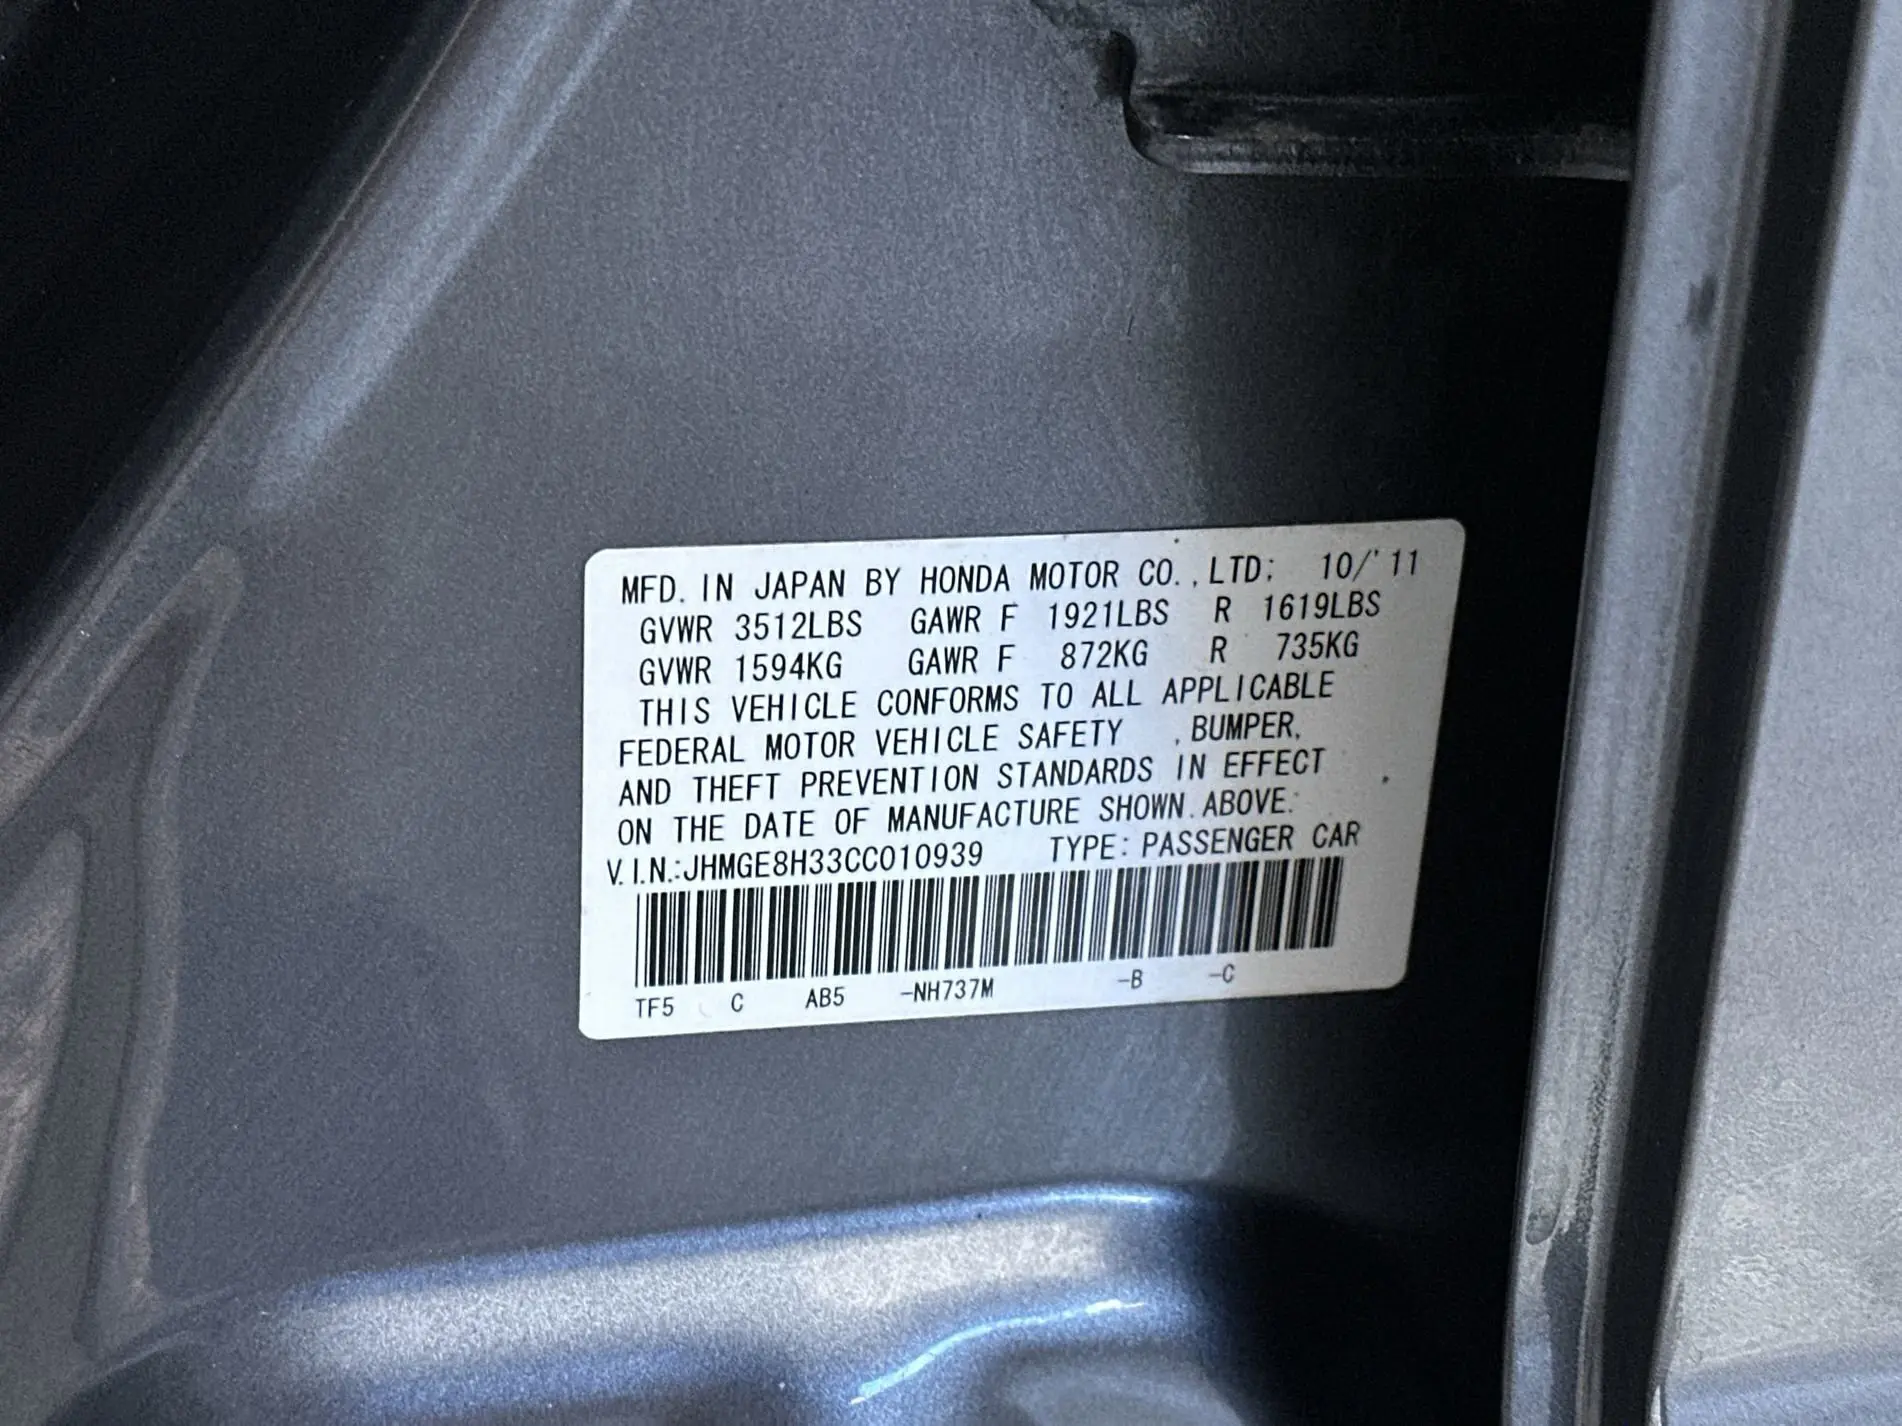 MFD. IN JAPAN BY HONDA MOTOR CO.,LTD; 10/'11
GVWR 3512LBS GAWR F 1921LBS R 1619LBS
GVWR 1594KG GAWR F 872KG R 735KG
THIS VEHICLE CONFORMS TO ALL APPLICABLE
FEDERAL MOTOR VEHICLE SAFETY , BUMPER,
AND THEFT PREVENTION STANDARDS IN EFFECT
ON THE DATE OF MANUFACTURE SHOWN ABOVE.
V.I.N.:JHMGE8H33CC010939 TYPE: PASSENGER CAR
TF5 C AB5 -NH737M -B -C